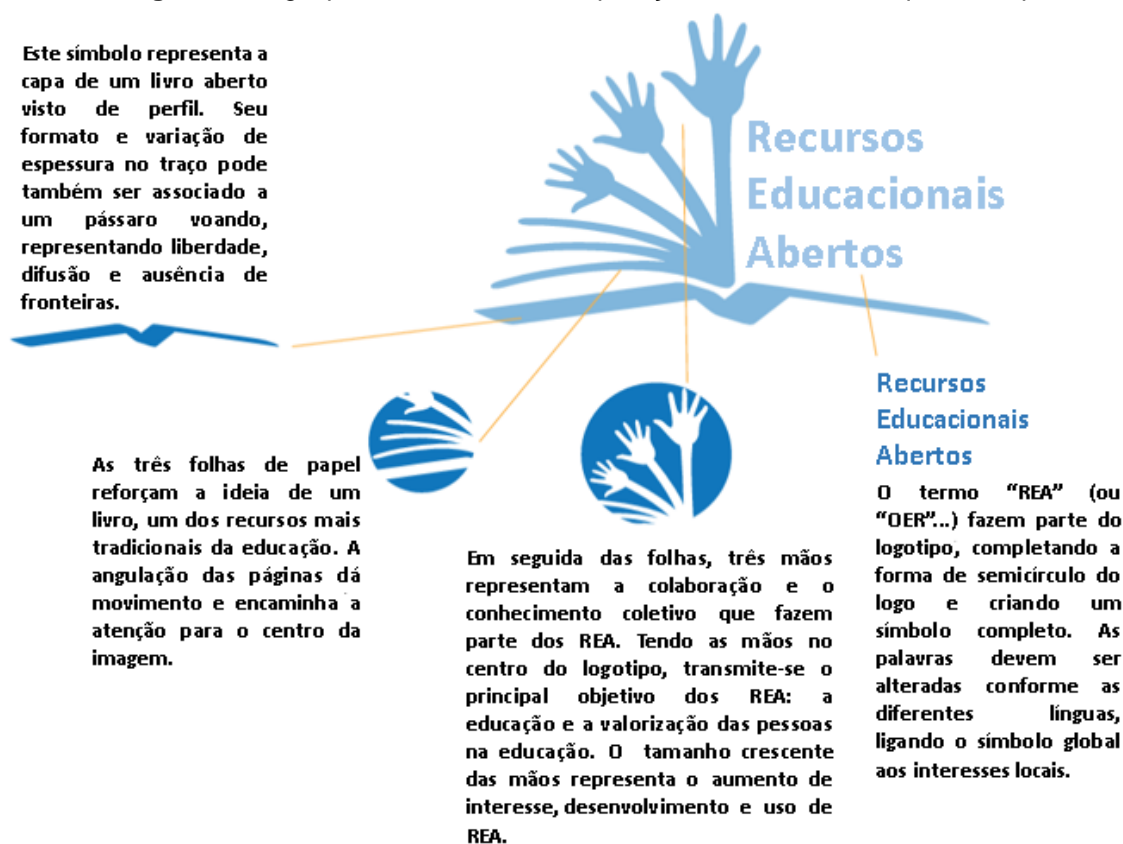 Este símbolo representa a
capa de um livro aberto
visto de perfil. Seu
formato e variação de
espessura no traço pode
também ser associado a
um pássaro voando,
representando liberdade,
difusão e ausência de
fronteiras.
Recursos
Educacionais
Abertos
As três folhas de papel
reforçam a ideia de um
livro, um dos recursos mais
tradicionais da educação. A
angulação das páginas dá
movimento e encaminha a
atenção para o centro da
imagem.
Em seguida das folhas, três mãos
representam a colaboração e o
conhecimento coletivo que fazem
parte dos REA. Tendo as mãos no
centro do logotipo, transmite-se o
principal objetivo dos REA: a
educação e a valorização das pessoas
na educação. O tamanho crescente
das mãos representa o aumento de
interesse, desenvolvimento e uso de
REA.
Recursos
Educacionais
Abertos
O termo “REA” (ou
“OER”...) fazem parte do
logotipo, completando a
forma de semicírculo do
logo e criando um
símbolo completo. As
palavras devem ser
alteradas conforme as
diferentes línguas,
ligando o símbolo global
aos interesses locais.